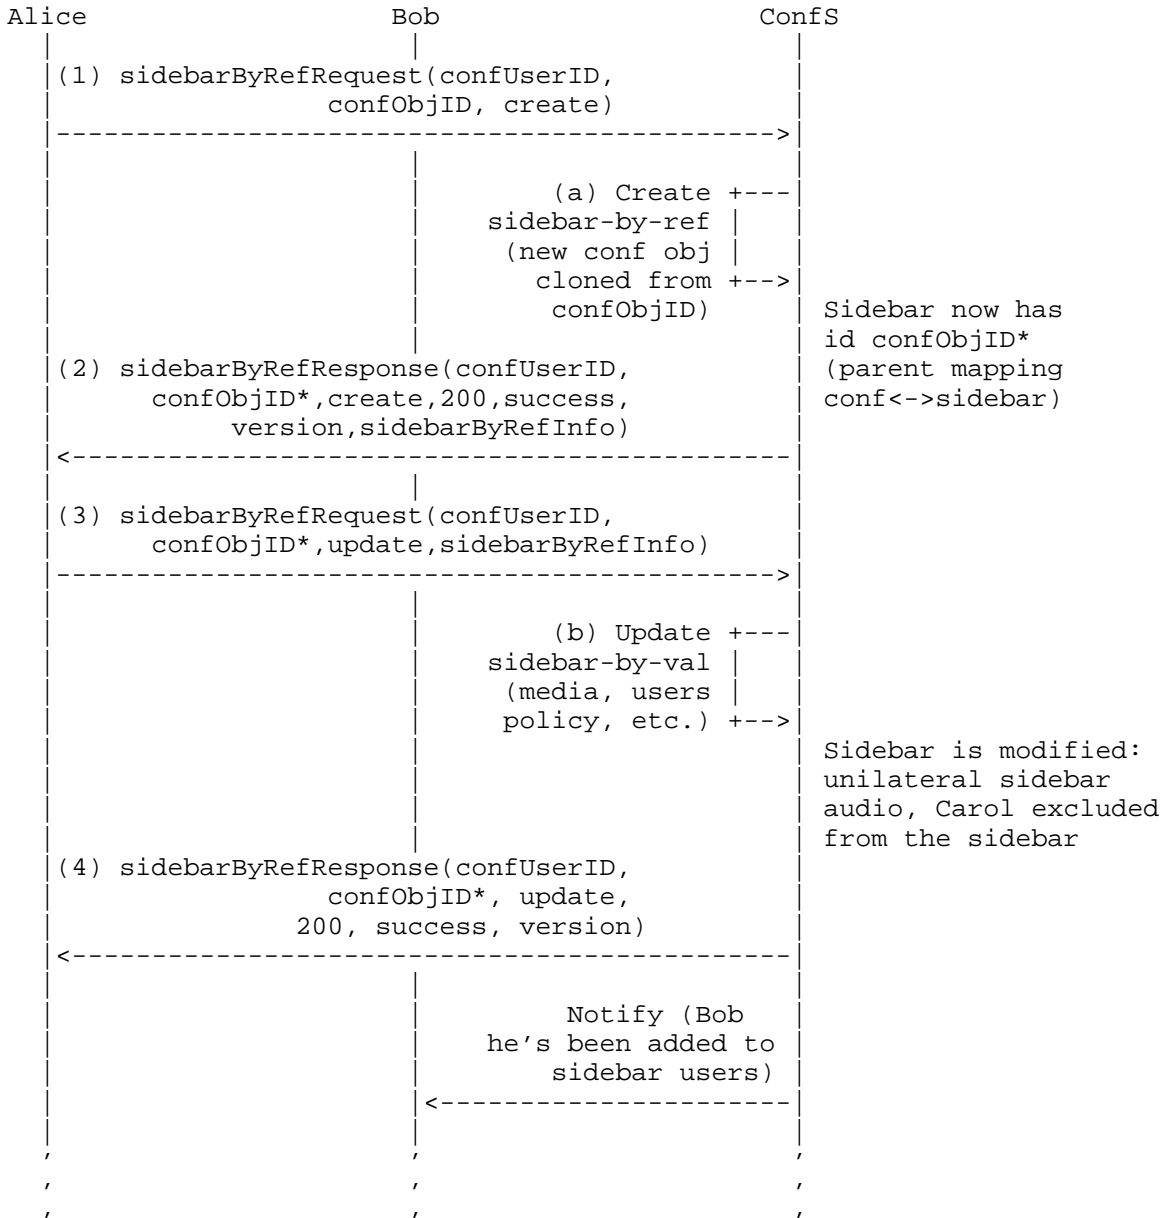 Alice Bob ConfS
(1) sidebarByRefRequest(confUserID,
confObjID, create)
(a) Create
sidebar-by-ref
(new conf obj
cloned from
confObjID) Sidebar now has
id confObjID*
(2) sidebarByRefResponse(confUserID, (parent mapping
confObjID*,create,200,success, conf<->sidebar)
version,sidebarByRefInfo)
(3) sidebarByRefRequest(confUserID,
confObjID*,update,sidebarByRefInfo)
(b) Update
sidebar-by-val
(media, users
policy, etc.)
Sidebar is modified:
unilateral sidebar
audio, Carol excluded
from the sidebar
(4) sidebarByRefResponse(confUserID,
confObjID*, update,
200, success, version)
Notify (Bob
he's been added to
sidebar users)